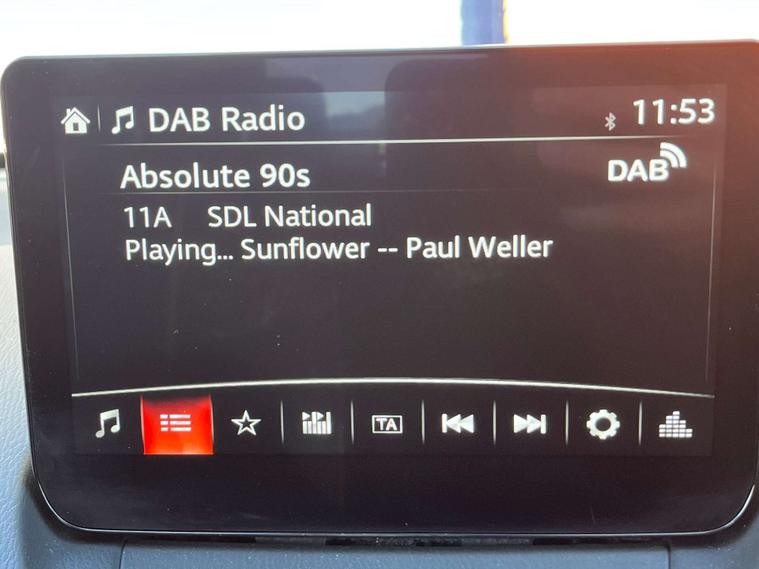 DAB Radio 11:53
Absolute 90s DAB
11A SDL National
Playing... Sunflower -- Paul Weller
TA